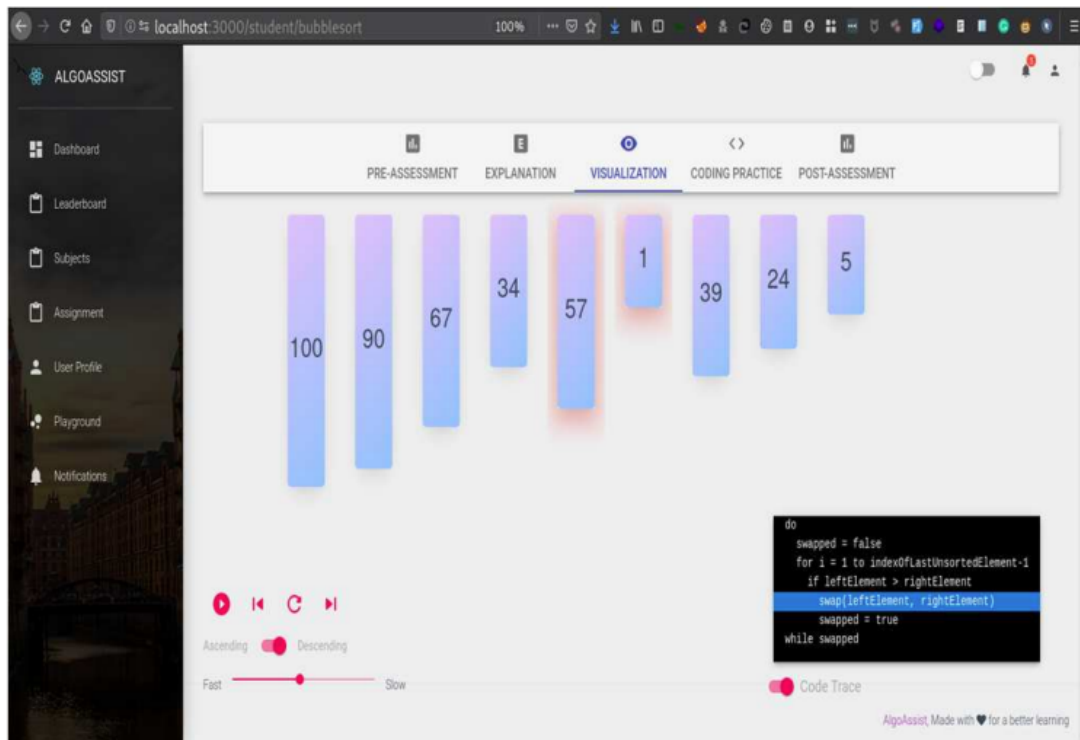 localhost:3000/student/bubblesort
100%
ALGOASSIST
1
Dashboard
Leaderboard
Subjects
Assignment
User Profile
Playground
Notifications
PRE-ASSESSMENT
E
EXPLANATION
VISUALIZATION
CODING PRACTICE
POST-ASSESSMENT
100
90
67
34
57
1
39
24
5
do
swapped = false
for i = 1 to indexOfLastUnsortedElement-1
if leftElement > rightElement
swap(leftElement, rightElement)
swapped = true
while swapped
Ascending
Descending
Fast
Slow
Code Trace
AlgoAssist, Made with ♥ for a better learning